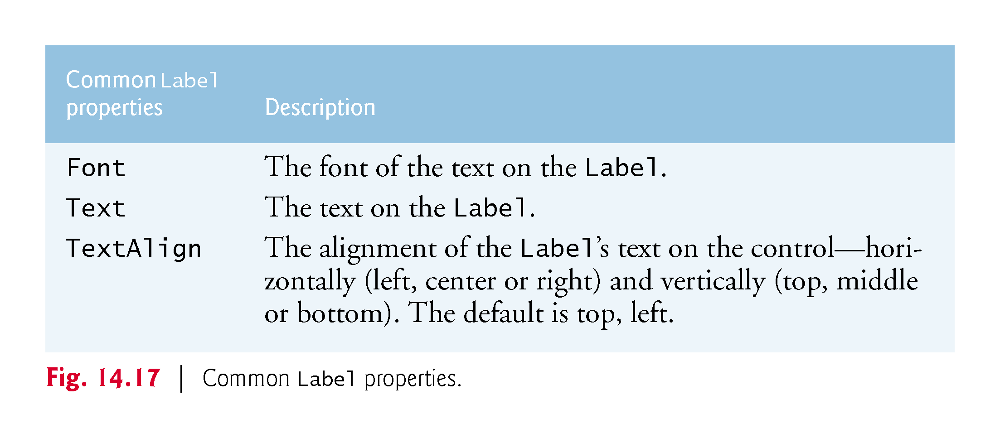 Common Label
properties Description
Font The font of the text on the Label.
Text The text on the Label.
TextAlign The alignment of the Label’s text on the control—hori-
zontally (left, center or right) and vertically (top, middle
or bottom). The default is top, left.
Fig. 14.17 | Common Label properties.